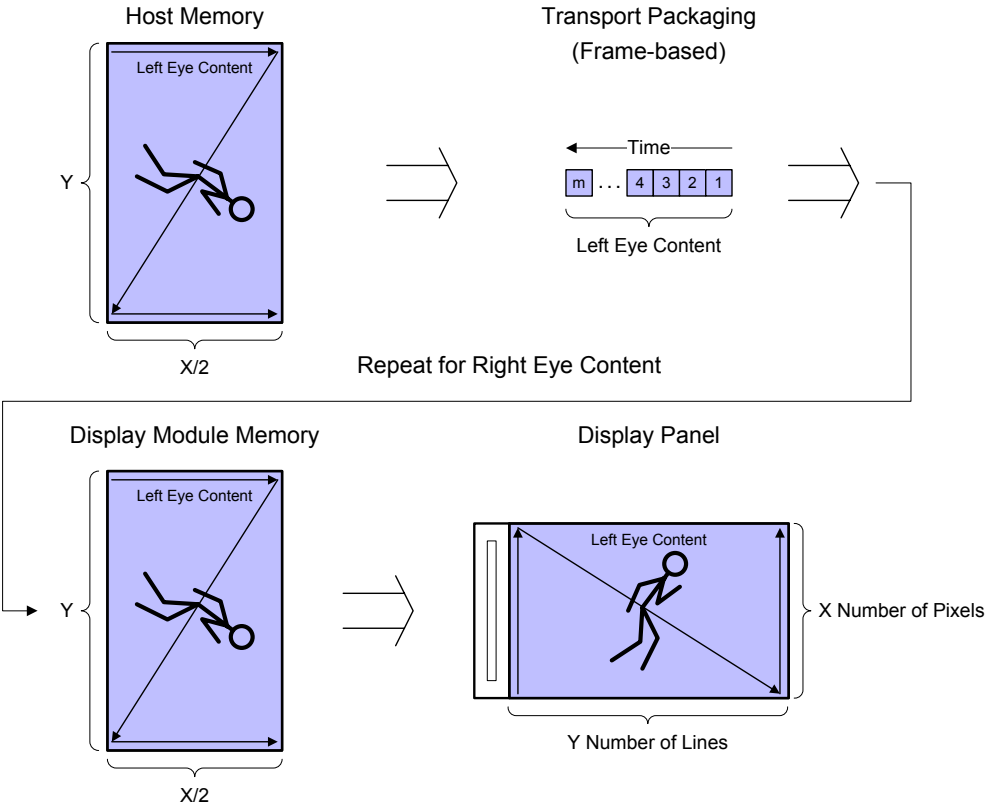 Host Memory
Transport Packaging
(Frame-based)
Left Eye Content
Y
X/2
Time
m . . . 4 3 2 1
Left Eye Content
Repeat for Right Eye Content
Display Module Memory
Display Panel
Left Eye Content
Y
X/2
Left Eye Content
X Number of Pixels
Y Number of Lines